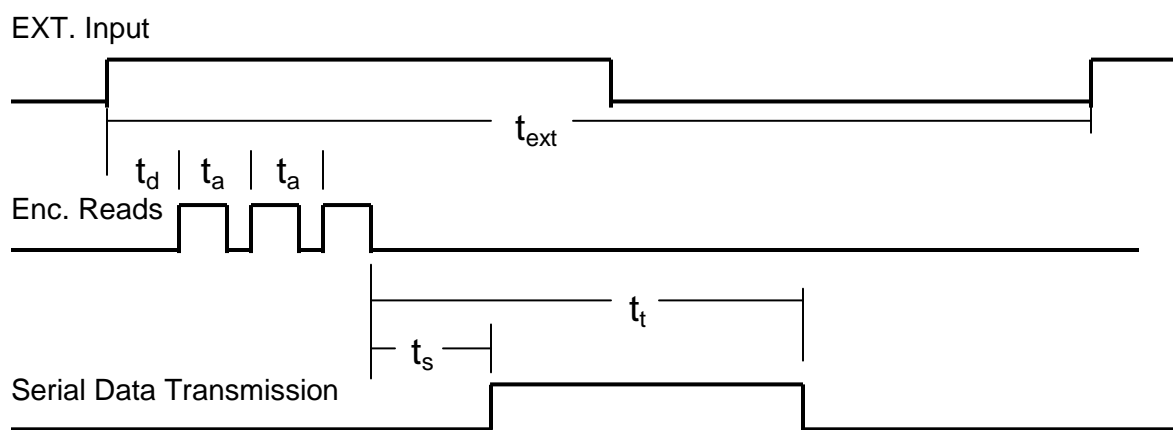 EXT. Input
t_ext
t_d t_a t_a
Enc. Reads
t_t
t_s
Serial Data Transmission